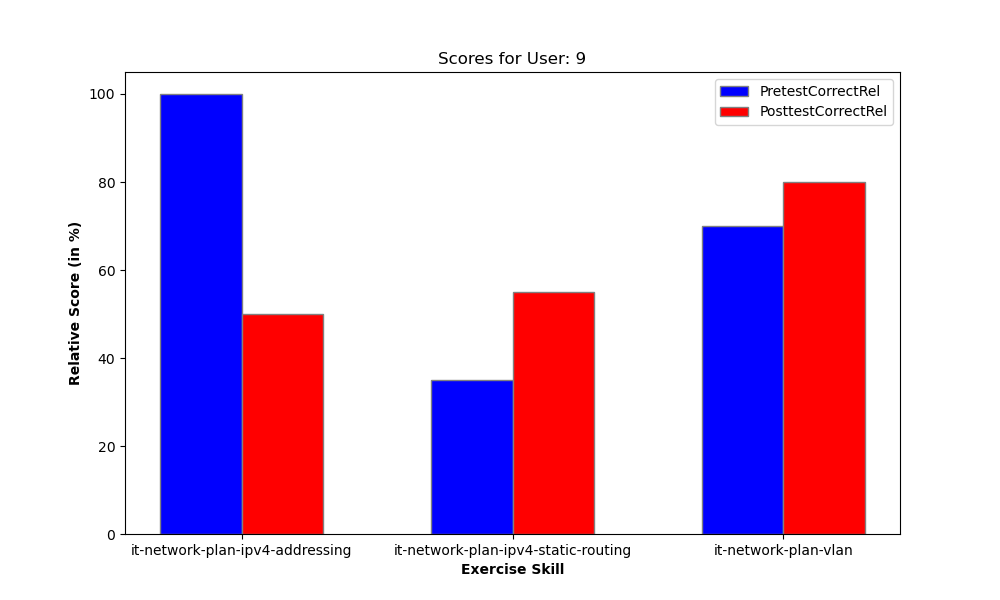 Scores for User: 9
PretestCorrectRel
PosttestCorrectRel
Relative Score (in %)
100
80
60
40
20
0
it-network-plan-ipv4-addressing
it-network-plan-ipv4-static-routing
it-network-plan-vlan
Exercise Skill